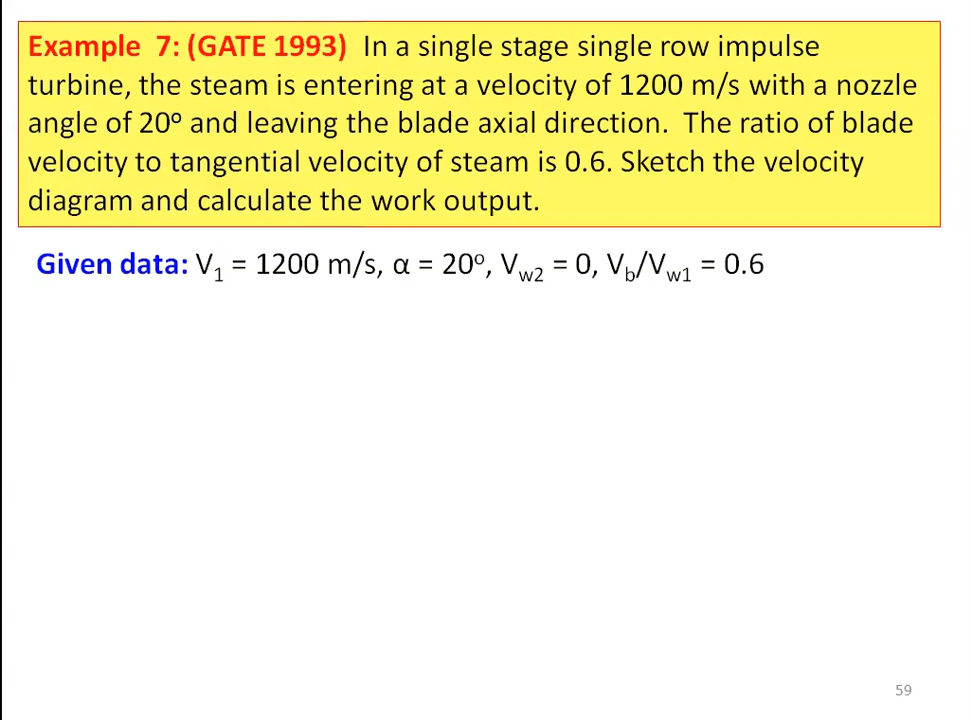 Example 7: (GATE 1993) In a single stage single row impulse
turbine, the steam is entering at a velocity of 1200 m/s with a nozzle
angle of 20° and leaving the blade axial direction. The ratio of blade
velocity to tangential velocity of steam is 0.6. Sketch the velocity
diagram and calculate the work output.
Given data: V₁ = 1200 m/s, α = 20°, V_w2 = 0, V_b/V_w1 = 0.6
59